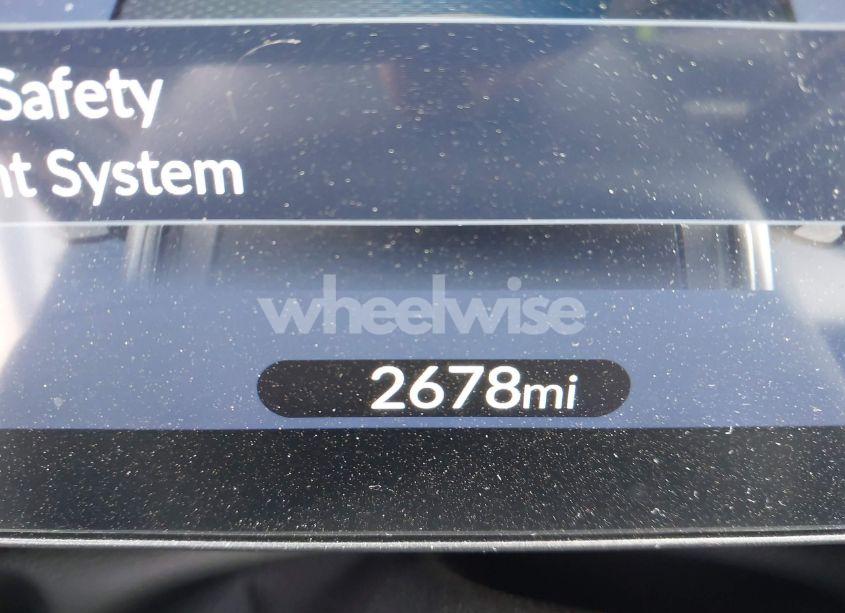 Safety
nt System
wheelwise
2678mi